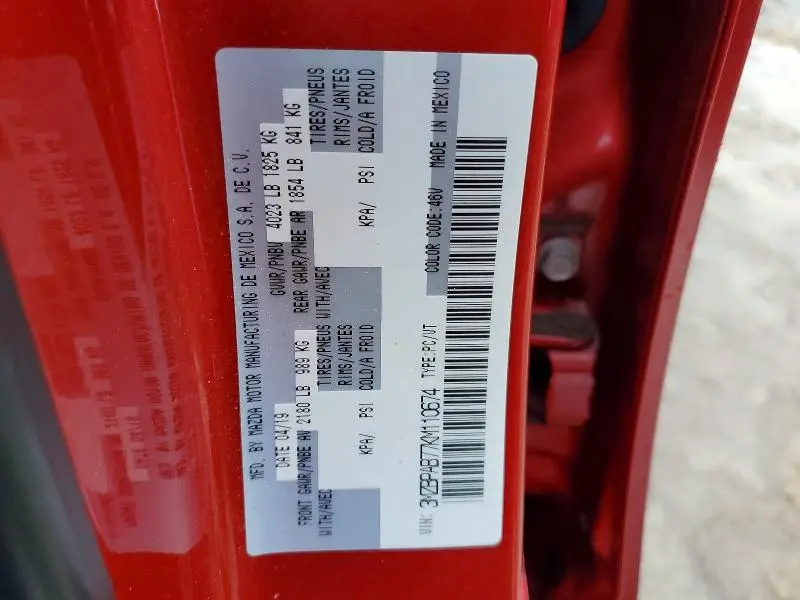 MFD. BY MAZDA MOTOR MANUFACTURING DE MEXICO S.A. DE C.V.
DATE 04/19 GVWR/PNBV 4023 LB 1825 KG
FRONT GAWR/PNBE AV 2180 LB 989 KG REAR GAWR/PNBE AR 1854 LB 841 KG
WITH/AVEC TIRES/PNEUS WITH/AVEC TIRES/PNEUS
RIMS/JANTES RIMS/JANTES
KPA/ PSI COLD/A FROID KPA/ PSI COLD/A FROID
VIN: 3MZBPAB77KM110674 TYPE:PC/VT COLOR CODE:46V MADE IN MEXICO